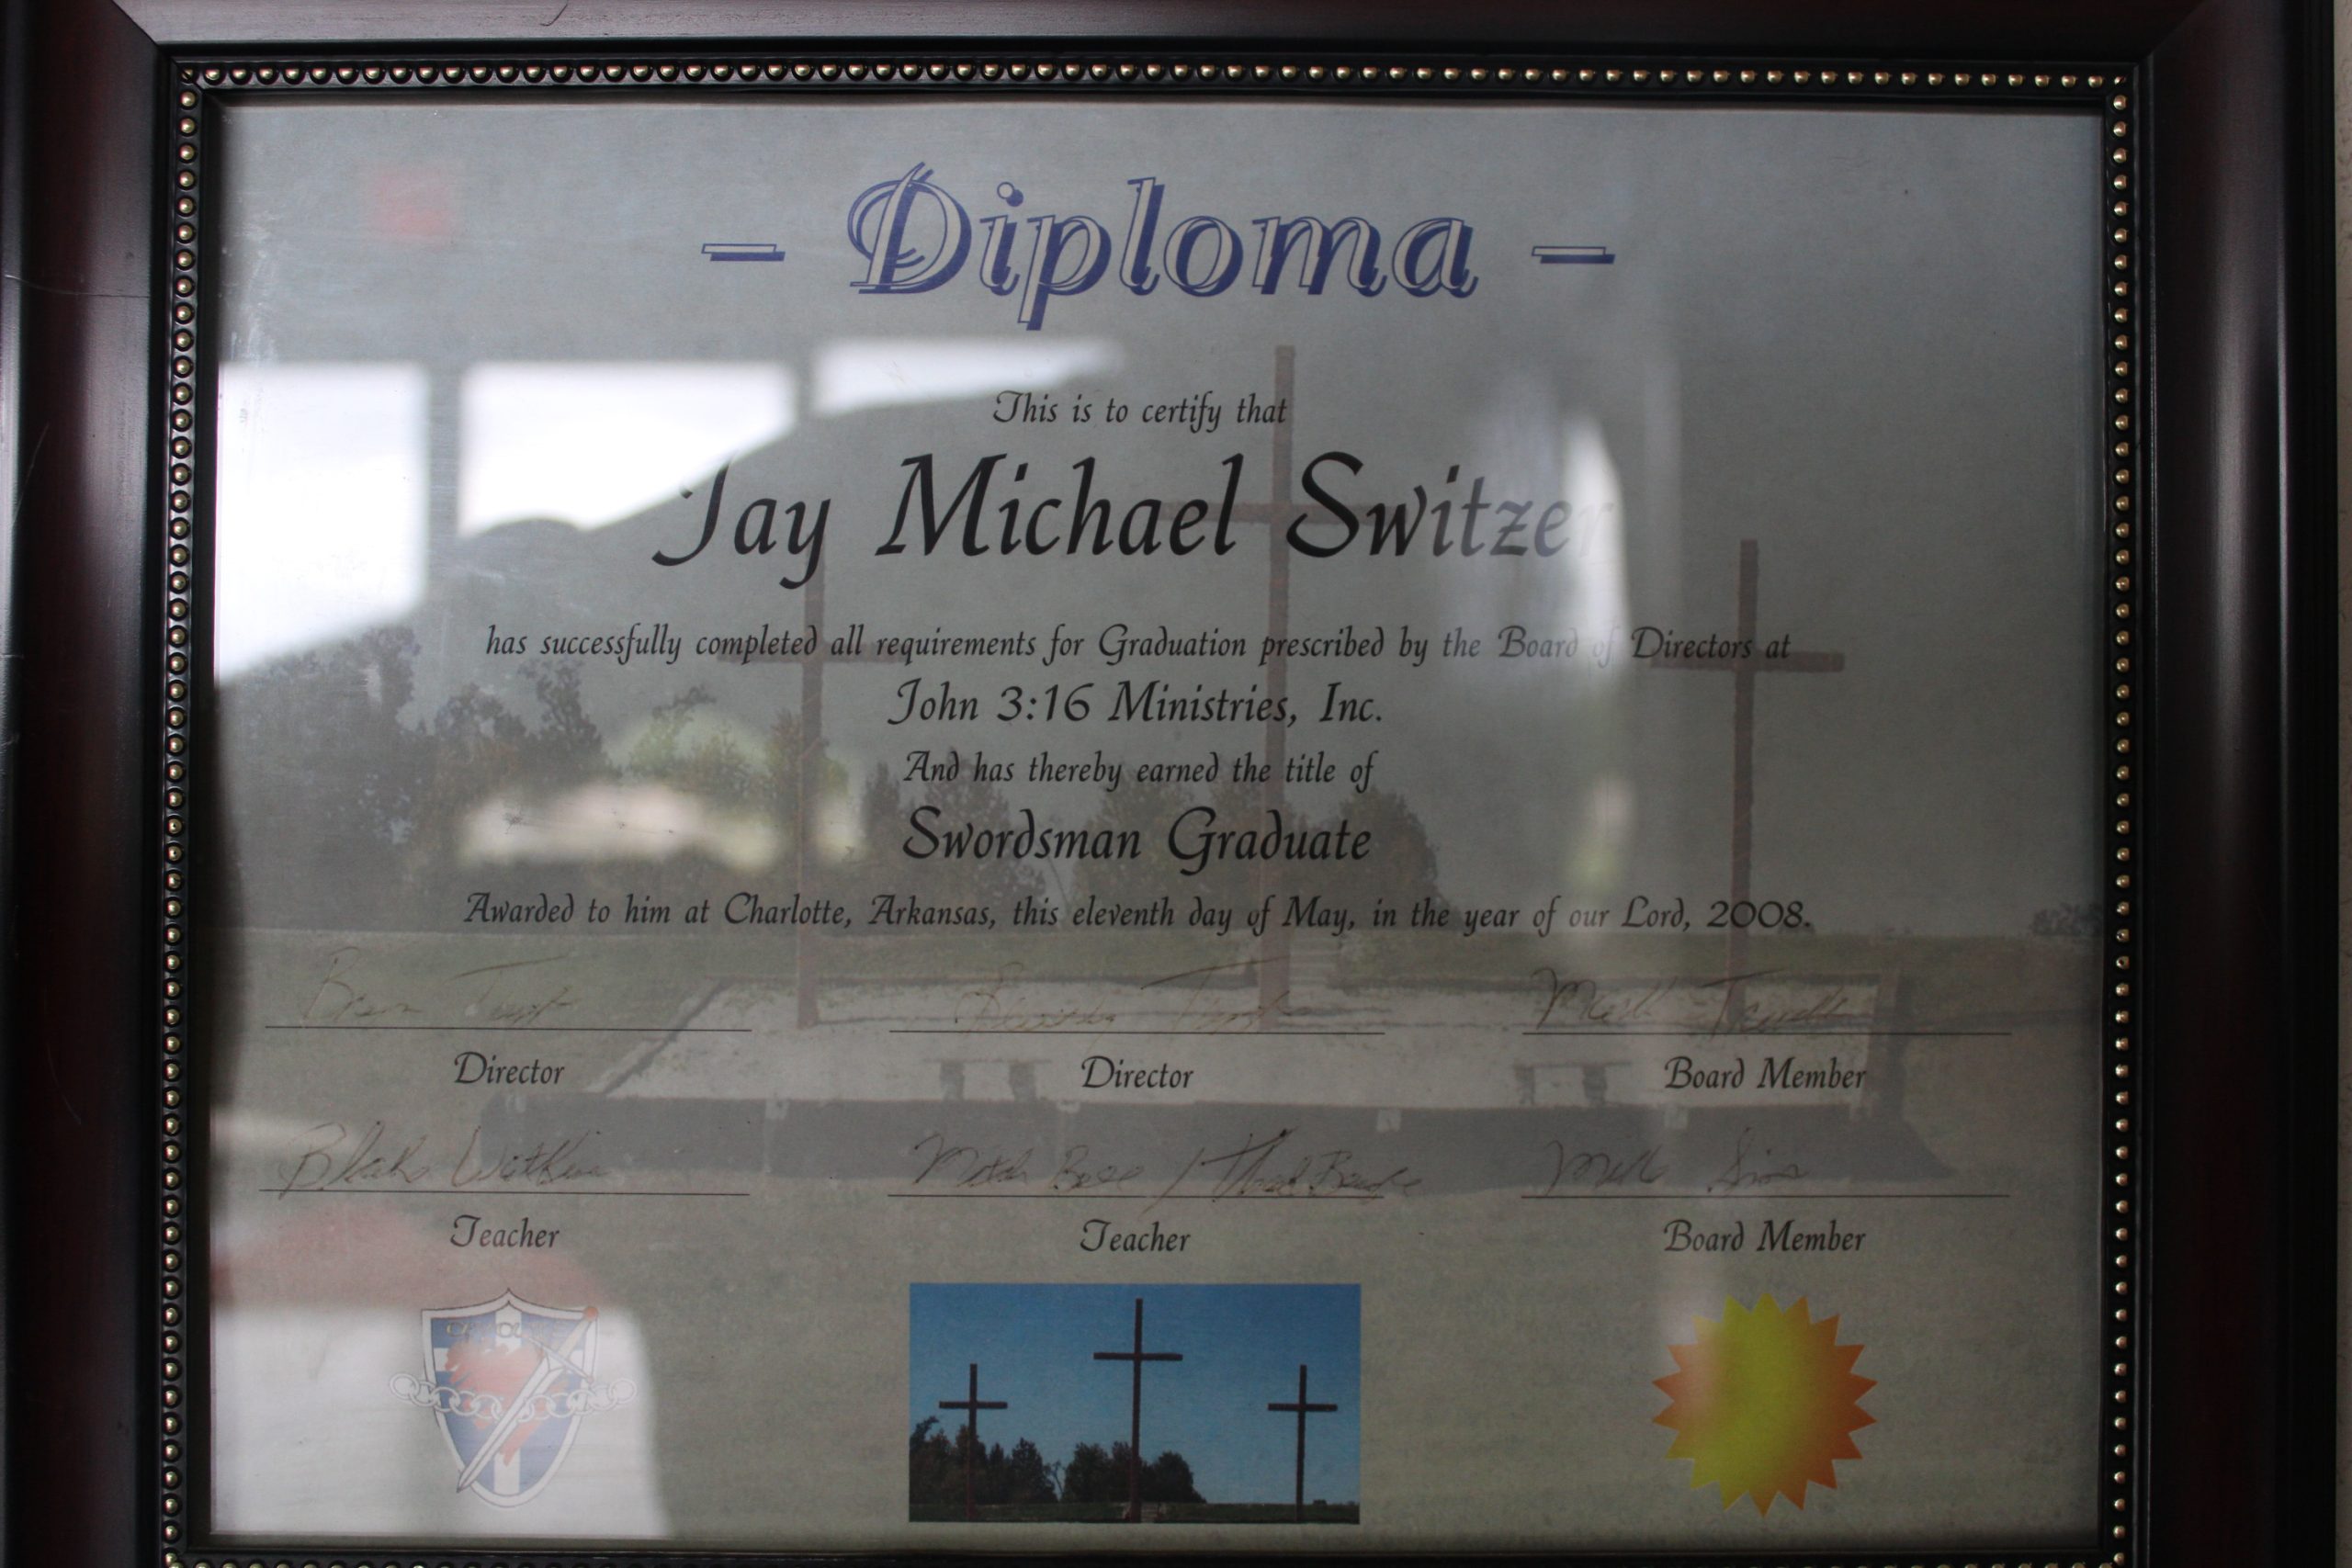 – Diploma –
This is to certify that
Jay Michael Switzer
has successfully completed all requirements for Graduation prescribed by the Board of Directors at
John 3:16 Ministries, Inc.
And has thereby earned the title of
Swordsman Graduate
Awarded to him at Charlotte, Arkansas, this eleventh day of May, in the year of our Lord, 2008.
Director Director Board Member
Teacher Teacher Board Member